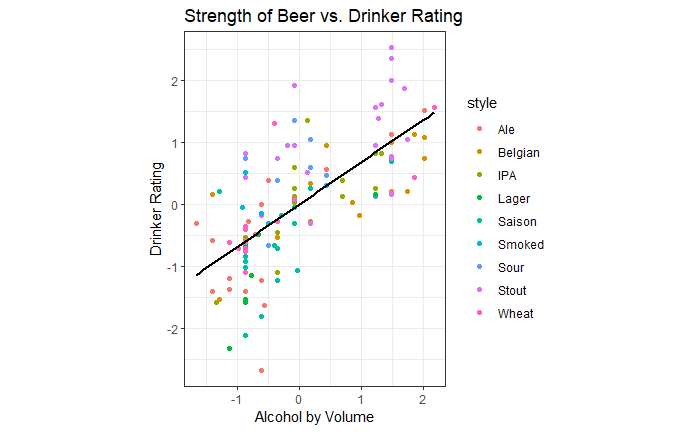 Strength of Beer vs. Drinker Rating
2
1
0
-1
-2
Drinker Rating
-1 0 1 2
Alcohol by Volume
style
Ale
Belgian
IPA
Lager
Saison
Smoked
Sour
Stout
Wheat